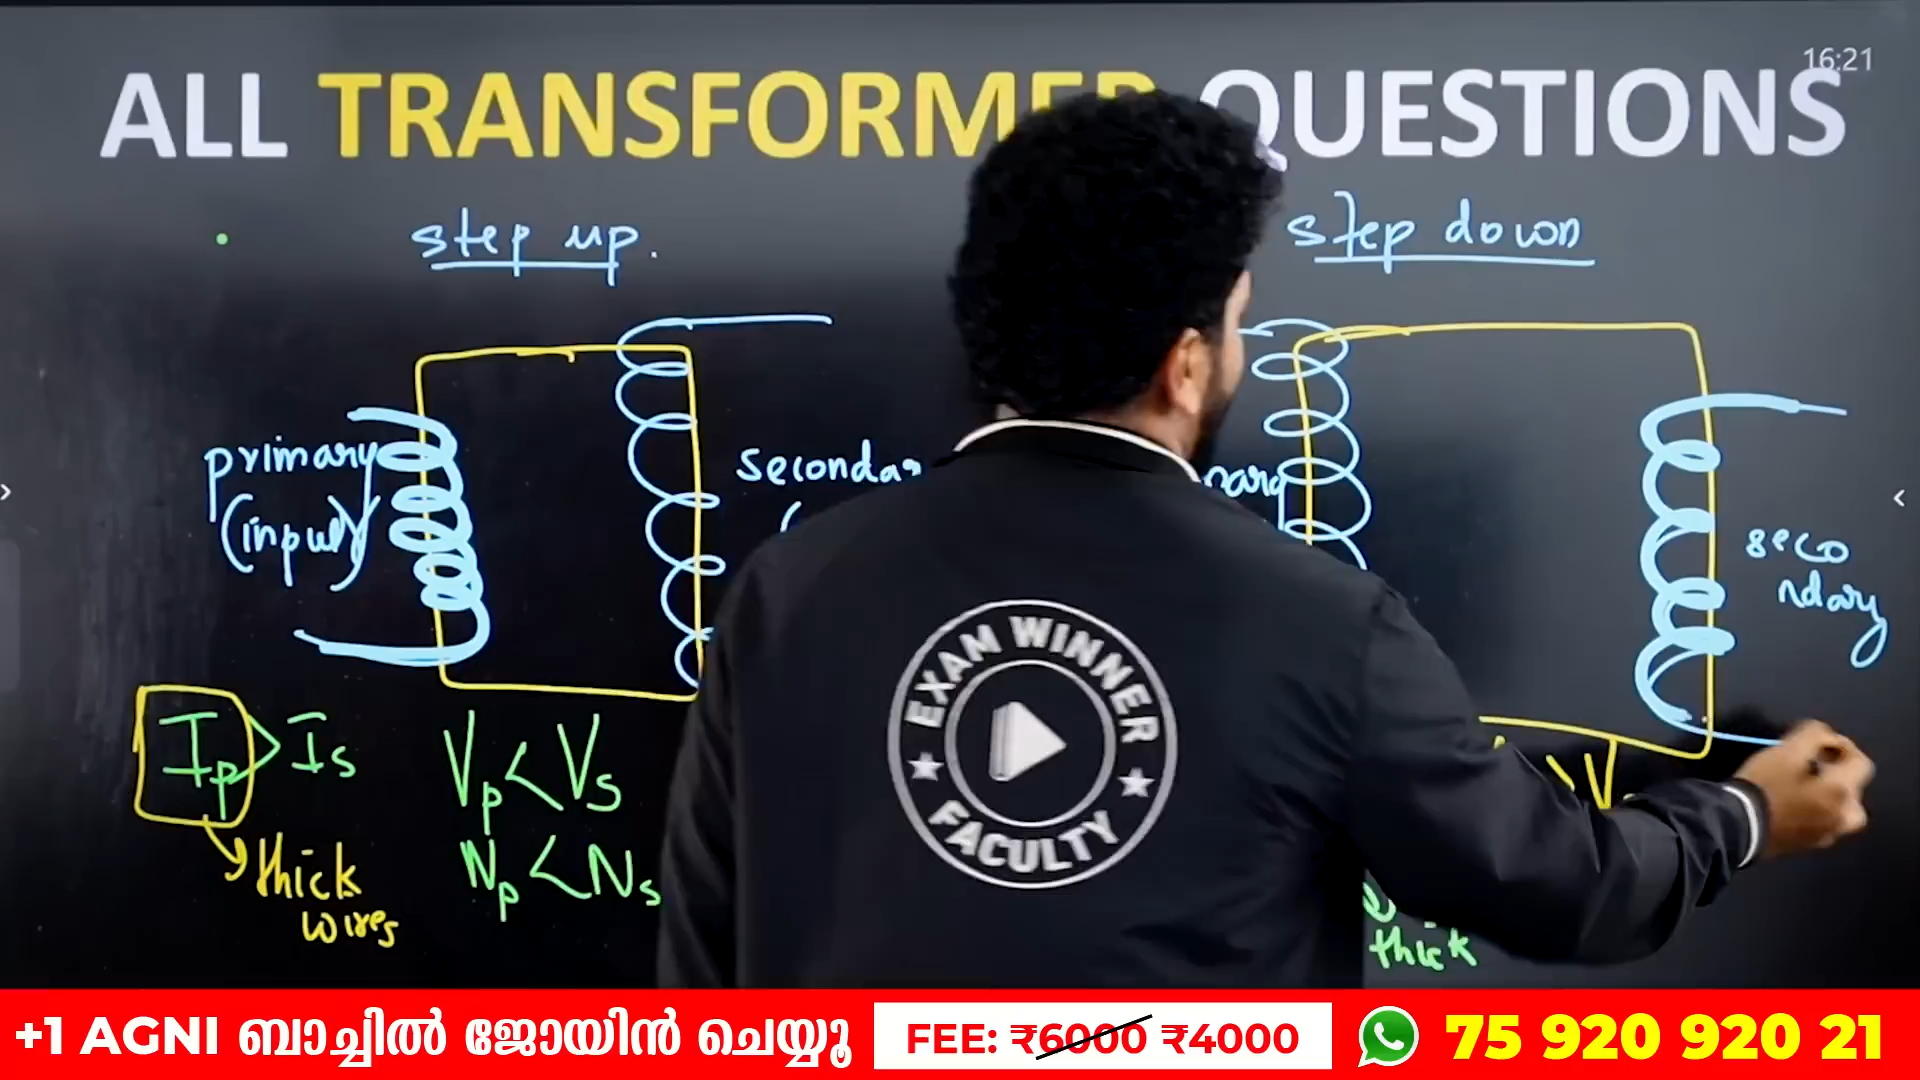 16:21
ALL TRANSFORMER QUESTIONS
step up.
step down
primary
(input)
seco
ndary
Ip > Is
Vp < Vs
Np < Ns
thick
wires
thick
EXAM WINNER
FACULTY
+1 AGNI ബാച്ചിൽ ജോയിൻ ചെയ്യൂ
FEE: ₹6000 ₹4000
75 920 920 21